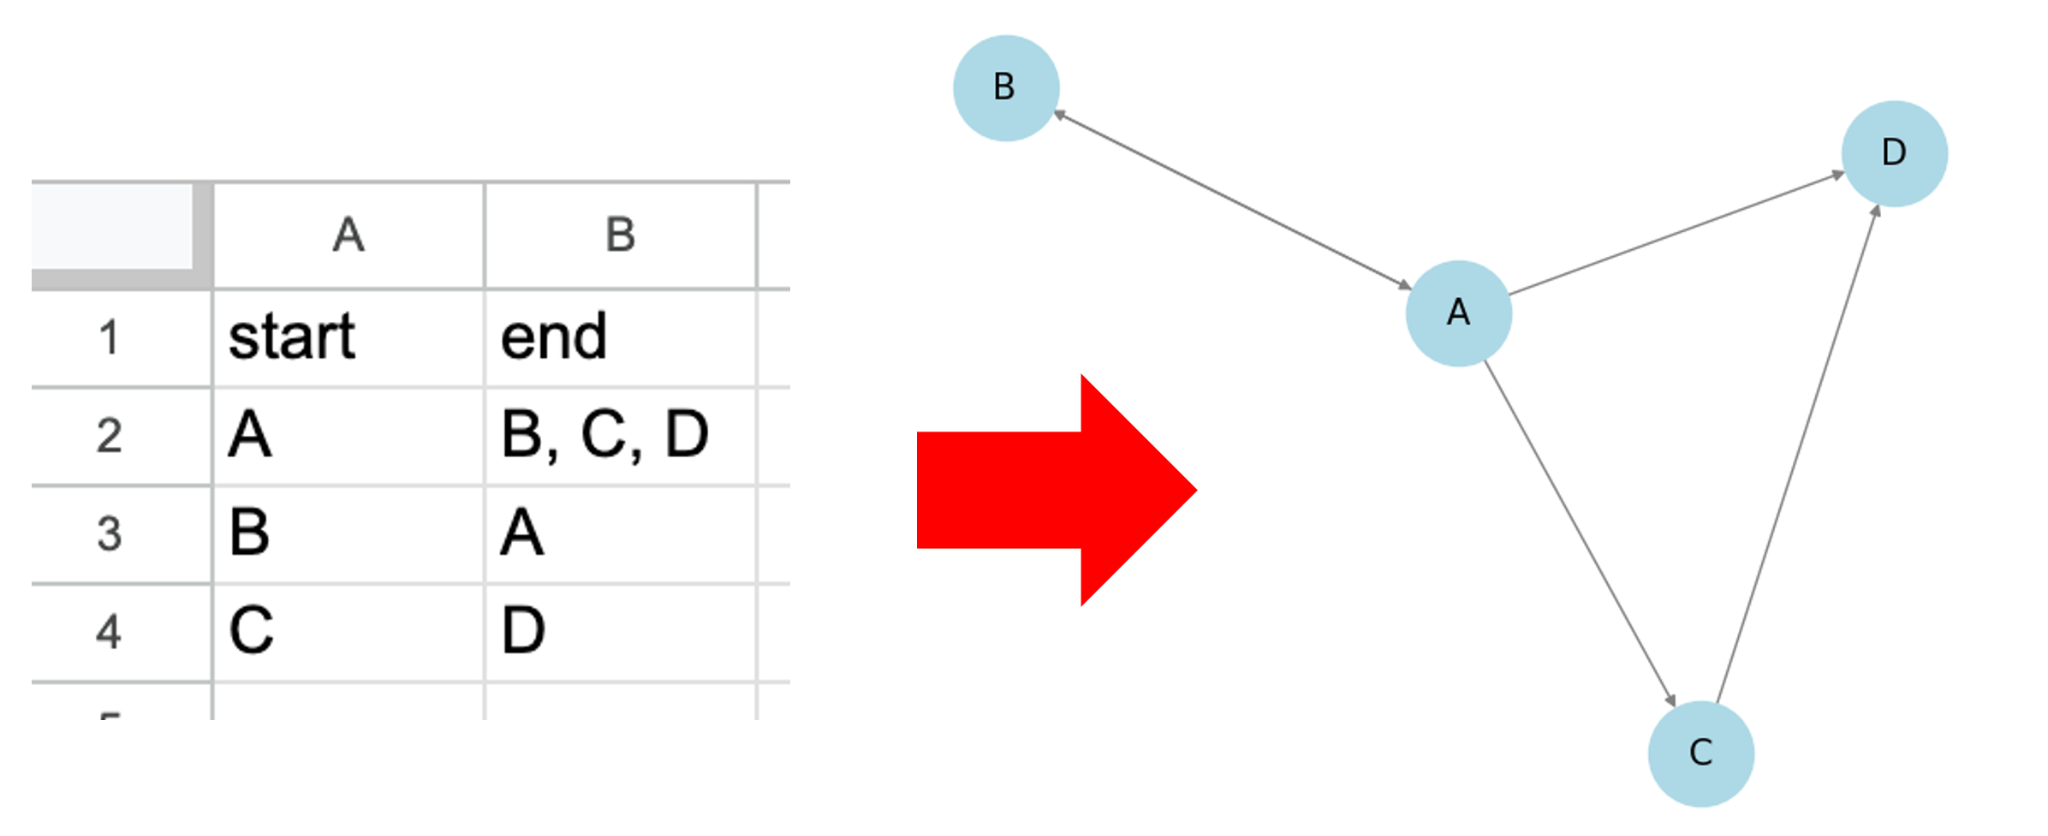 A B
1 start end
2 A B, C, D
3 B A
4 C D
B
D
A
C